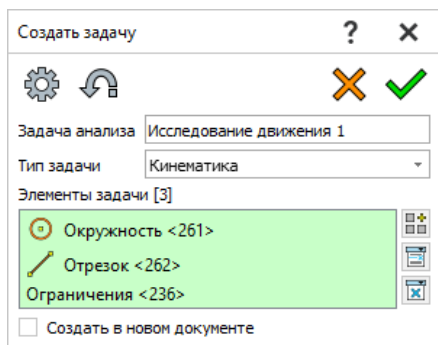 Создать задачу ?
Задача анализа Исследование движения 1
Тип задачи Кинематика
Элементы задачи [3]
Окружность <261>
Отрезок <262>
Ограничения <236>
Создать в новом документе